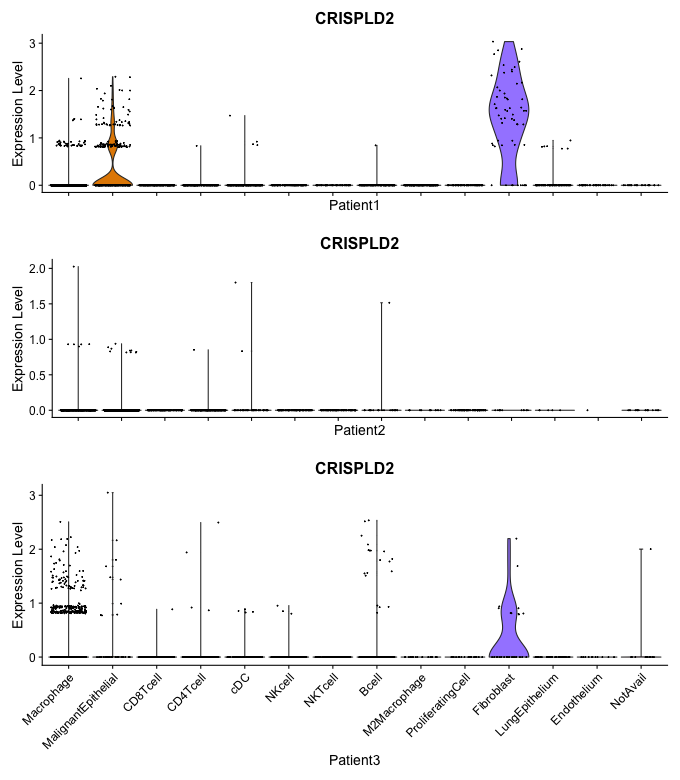 CRISPLD2
Expression Level
3
2
1
0
Patient1
CRISPLD2
Expression Level
2.0
1.5
1.0
0.5
0.0
Patient2
CRISPLD2
Expression Level
3
2
1
0
Macrophage
MalignantEpithelial
CD8Tcell
CD4Tcell
cDC
NKcell
NKTcell
Bcell
M2Macrophage
ProliferatingCell
Fibroblast
LungEpithelium
Endothelium
NotAvail
Patient3